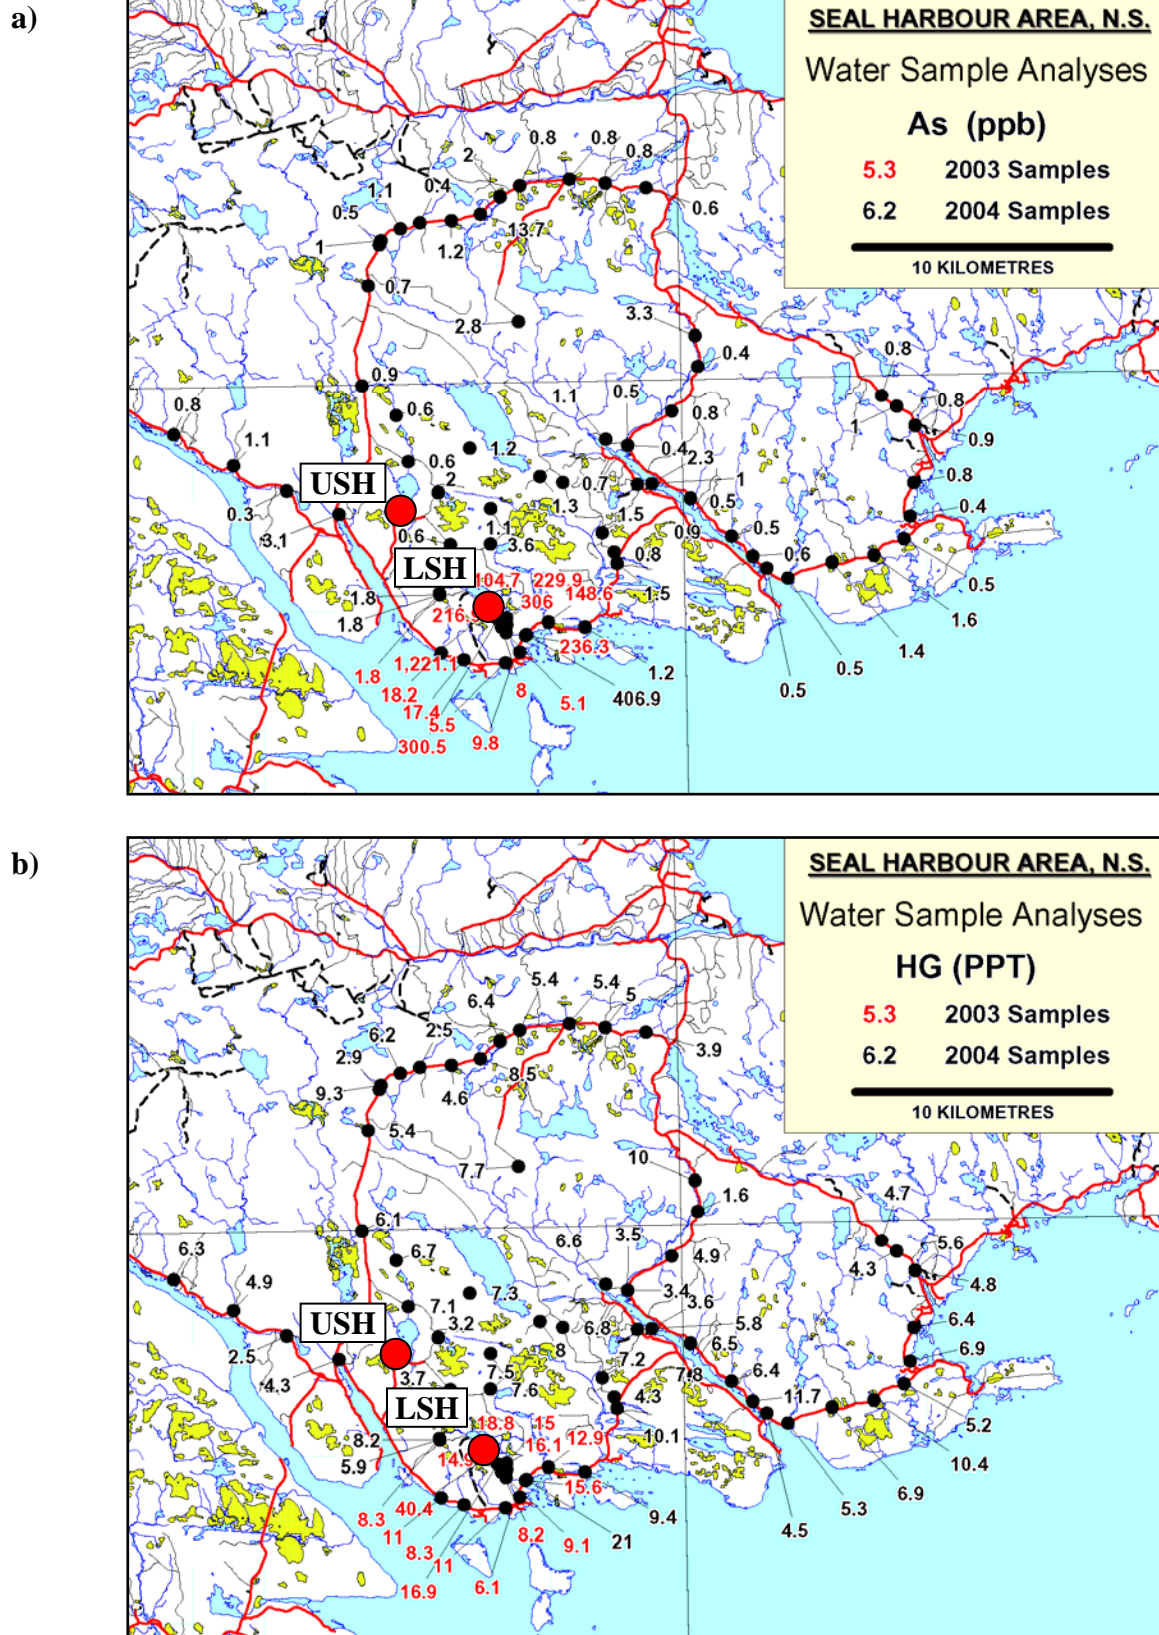 a)
SEAL HARBOUR AREA, N.S.
Water Sample Analyses
As (ppb)
5.3 2003 Samples
6.2 2004 Samples
10 KILOMETRES
0.8 0.8
2 0.8
1.1 0.4
0.5 0.6
13.7
1 1.2
0.7
2.8 3.3
0.4 0.8
0.9
1.1 0.5
0.8 0.6 0.8 0.8
1.1 1.2 0.4 1 0.9
0.6 2.3
USH 2 0.7 1 0.8
0.3 1.3 0.5 0.4
1.1 1.5
3.1 0.6 3.6 0.9 0.5
LSH 0.8 0.6
104.7 229.9 0.5
1.8 306 148.6 1.5
216.
1.8 1.6
236.3
1.8 1,221.1 1.2 0.5 1.4
18.2 8 5.1 406.9 0.5
17.4
5.5
300.5 9.8
b)
SEAL HARBOUR AREA, N.S.
Water Sample Analyses
HG (PPT)
5.3 2003 Samples
6.2 2004 Samples
10 KILOMETRES
5.4 5.4
6.4 5
6.2 2.5
2.9 3.9
8.5
9.3 4.6
5.4
7.7 10
1.6 4.7
6.1
6.3 6.6 3.5 5.6
6.7 4.9 4.3
4.9 7.3 3.4 4.8
7.1 3.6
USH 3.2 6.8 5.8 6.4
2.5 8 6.5 6.9
7.2
4.3 3.7 7.5 7.8 6.4
7.6
LSH 4.3 11.7
18.8 15 5.2
8.2 16.1 12.9 10.1
14.9
5.9 10.4
15.6
8.3 40.4 9.4 5.3 6.9
11 8.2 9.1 21 4.5
8.3
11
16.9 6.1